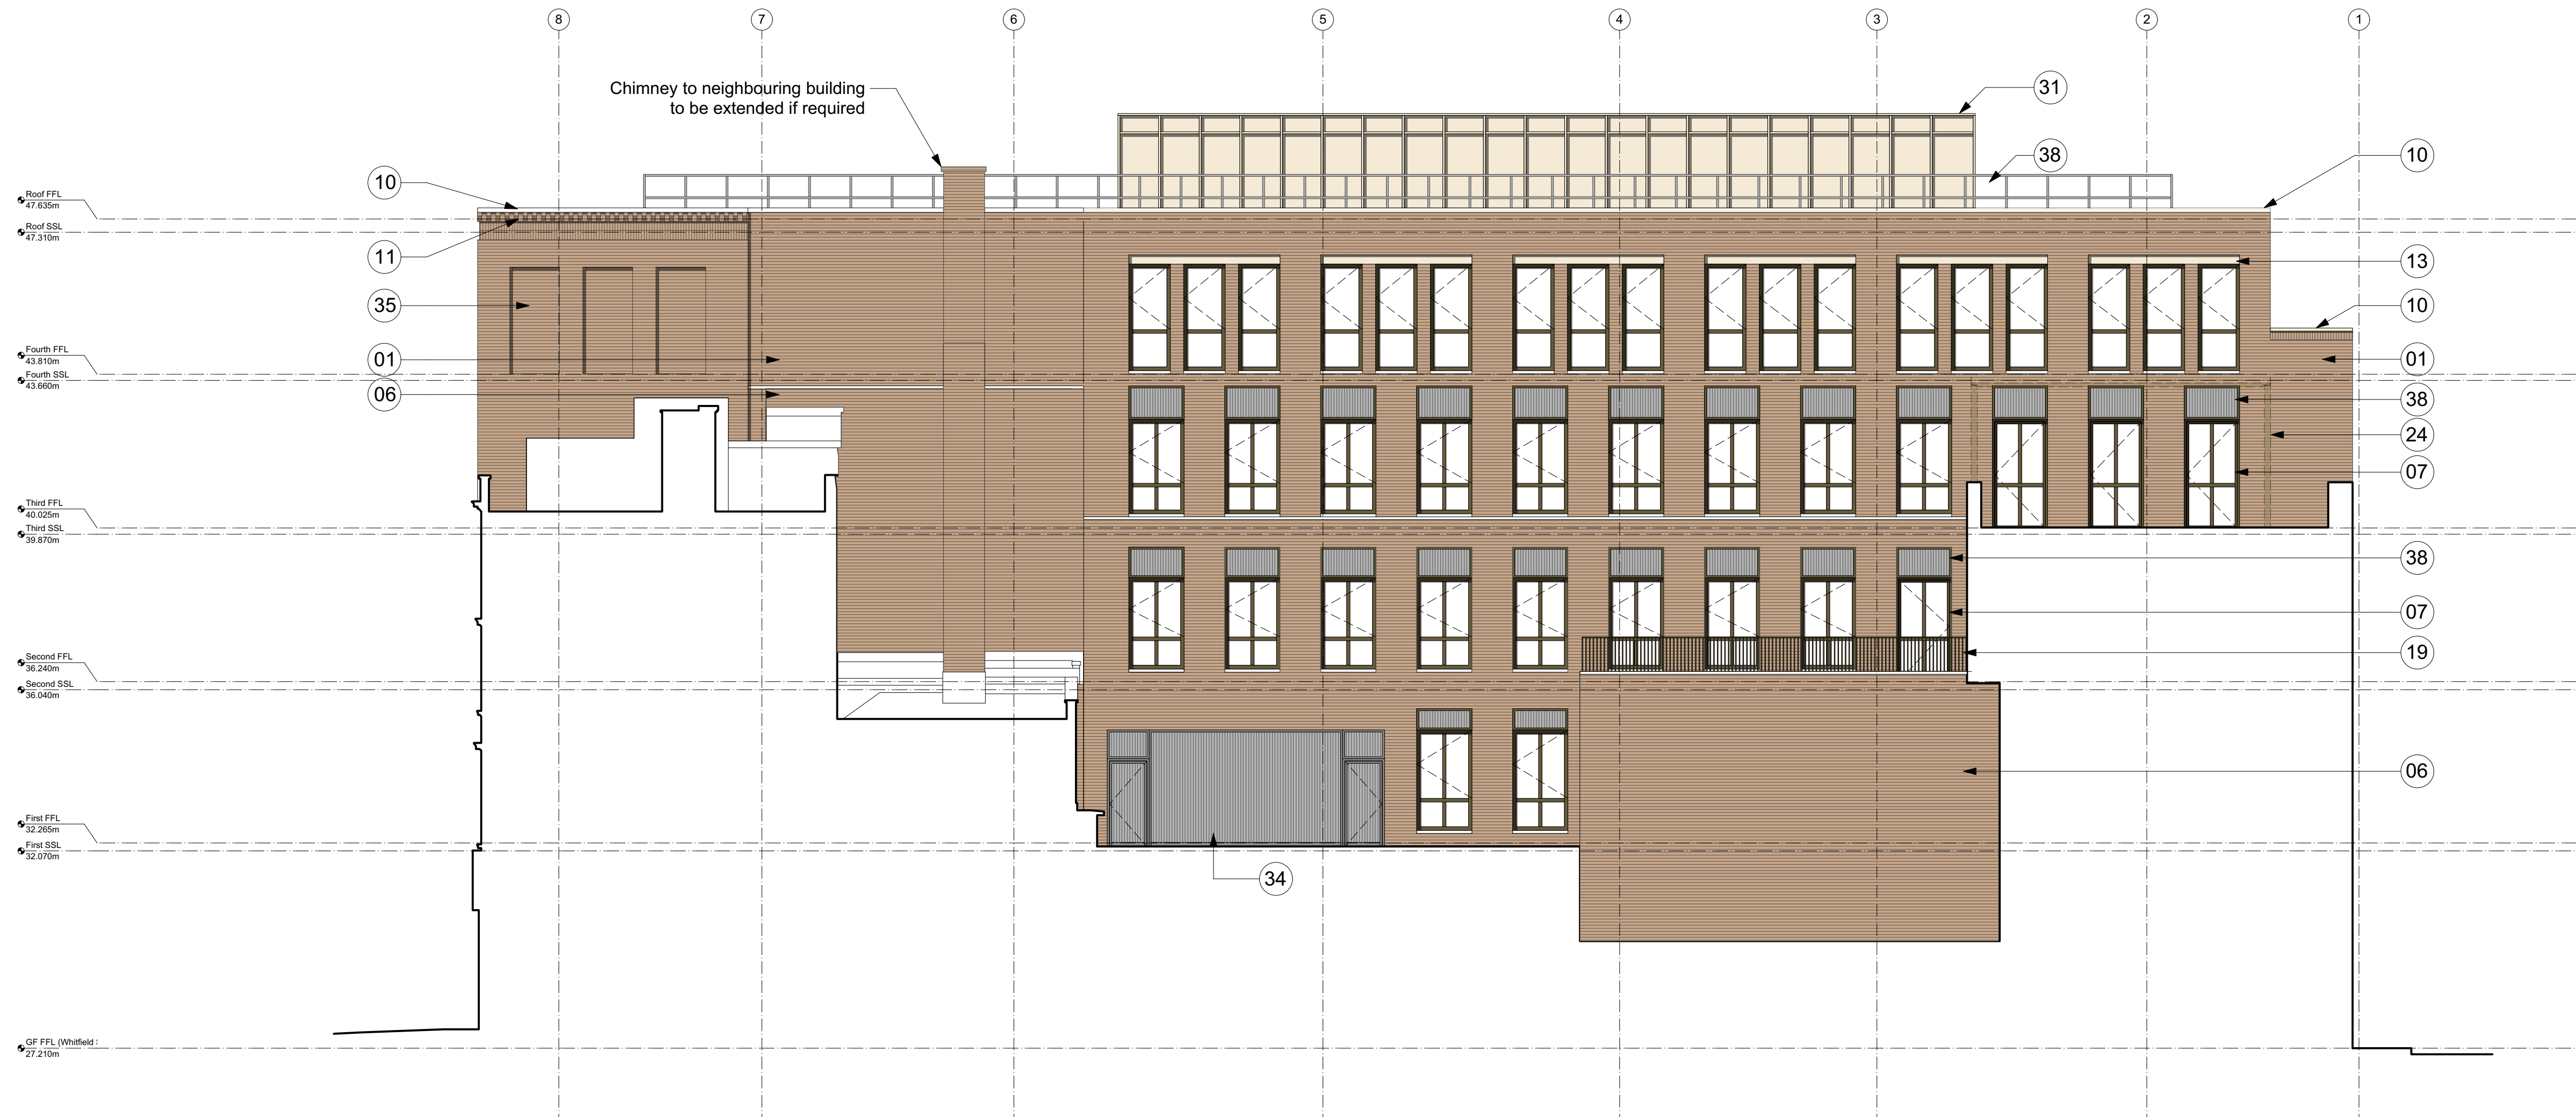 8
7
6
5
4
3
2
1
Chimney to neighbouring building
to be extended if required
31
38
10
10
11
13
35
10
01
01
06
38
24
07
38
07
19
06
34
Roof FFL
47.635m
Roof SSL
47.310m
Fourth FFL
43.810m
Fourth SSL
43.660m
Third FFL
40.025m
Third SSL
39.870m
Second FFL
36.240m
Second SSL
36.040m
First FFL
32.265m
First SSL
32.070m
GF FFL (Whitfield
27.210m